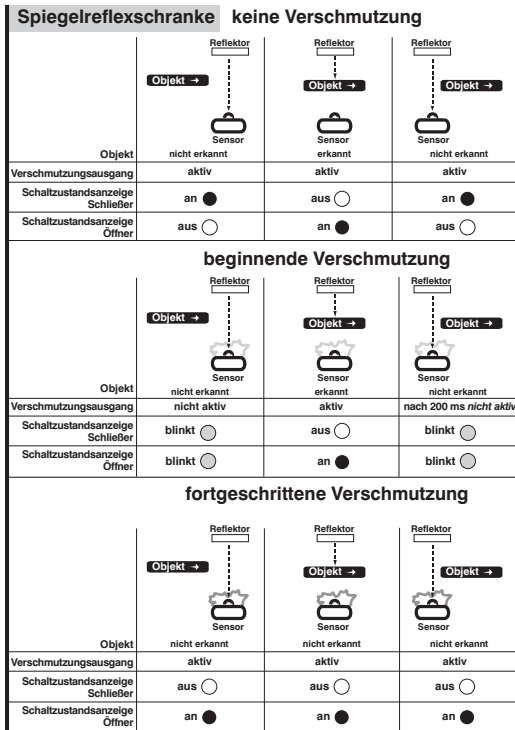 Spiegelreflexschranke keine Verschmutzung
Reflektor Reflektor Reflektor
Objekt → Objekt → Objekt →
Sensor Sensor Sensor
Objekt nicht erkannt erkannt nicht erkannt
Verschmutzungsausgang aktiv aktiv aktiv
Schaltzustandsanzeige
Schließer an aus an
Schaltzustandsanzeige
Öffner aus an aus
beginnende Verschmutzung
Reflektor Reflektor Reflektor
Objekt → Objekt → Objekt →
Sensor Sensor Sensor
Objekt nicht erkannt erkannt nicht erkannt
Verschmutzungsausgang nicht aktiv aktiv nach 200 ms nicht aktiv
Schaltzustandsanzeige
Schließer blinkt aus blinkt
Schaltzustandsanzeige
Öffner blinkt an blinkt
fortgeschrittene Verschmutzung
Reflektor Reflektor Reflektor
Objekt → Objekt → Objekt →
Sensor Sensor Sensor
Objekt nicht erkannt nicht erkannt nicht erkannt
Verschmutzungsausgang aktiv aktiv aktiv
Schaltzustandsanzeige
Schließer aus aus aus
Schaltzustandsanzeige
Öffner an an an